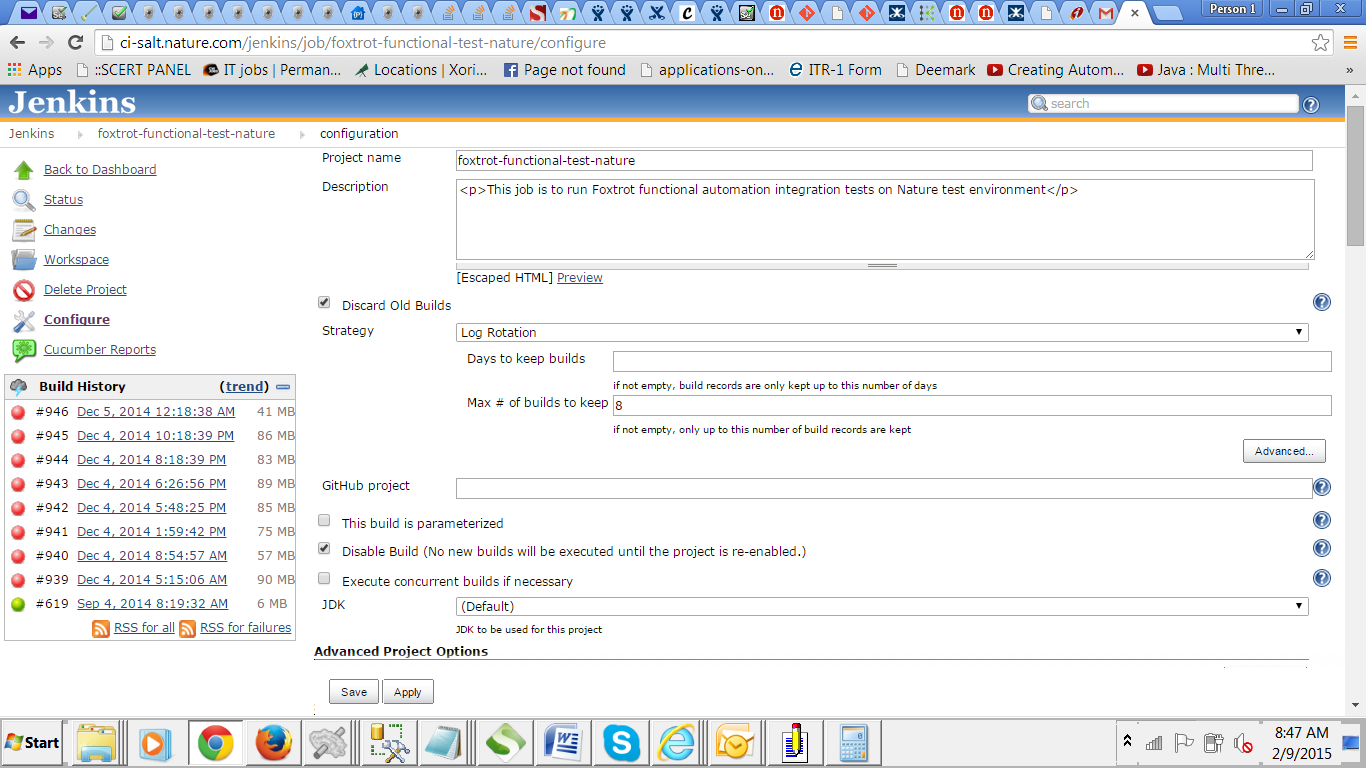 Person 1
ci-salt.nature.com/jenkins/job/foxtrot-functional-test-nature/configure
Apps ::SCERT PANEL IT jobs | Perman... Locations | Xori... Page not found applications-on... ITR-1 Form Deemark Creating Autom... Java : Multi Thre... »
Jenkins
search
Jenkins foxtrot-functional-test-nature configuration
Back to Dashboard
Status
Changes
Workspace
Delete Project
Configure
Cucumber Reports
Build History (trend)
#946 Dec 5, 2014 12:18:38 AM 41 MB
#945 Dec 4, 2014 10:18:39 PM 86 MB
#944 Dec 4, 2014 8:18:39 PM 83 MB
#943 Dec 4, 2014 6:26:56 PM 89 MB
#942 Dec 4, 2014 5:48:25 PM 85 MB
#941 Dec 4, 2014 1:59:42 PM 75 MB
#940 Dec 4, 2014 8:54:57 AM 57 MB
#939 Dec 4, 2014 5:15:06 AM 90 MB
#619 Sep 4, 2014 8:19:32 AM 6 MB
RSS for all RSS for failures
Project name foxtrot-functional-test-nature
Description <p>This job is to run Foxtrot functional automation integration tests on Nature test environment</p>
[Escaped HTML] Preview
Discard Old Builds
Strategy Log Rotation
Days to keep builds
if not empty, build records are only kept up to this number of days
Max # of builds to keep 8
if not empty, only up to this number of build records are kept
Advanced...
GitHub project
This build is parameterized
Disable Build (No new builds will be executed until the project is re-enabled.)
Execute concurrent builds if necessary
JDK (Default)
JDK to be used for this project
Advanced Project Options
Save Apply
Start
8:47 AM
2/9/2015